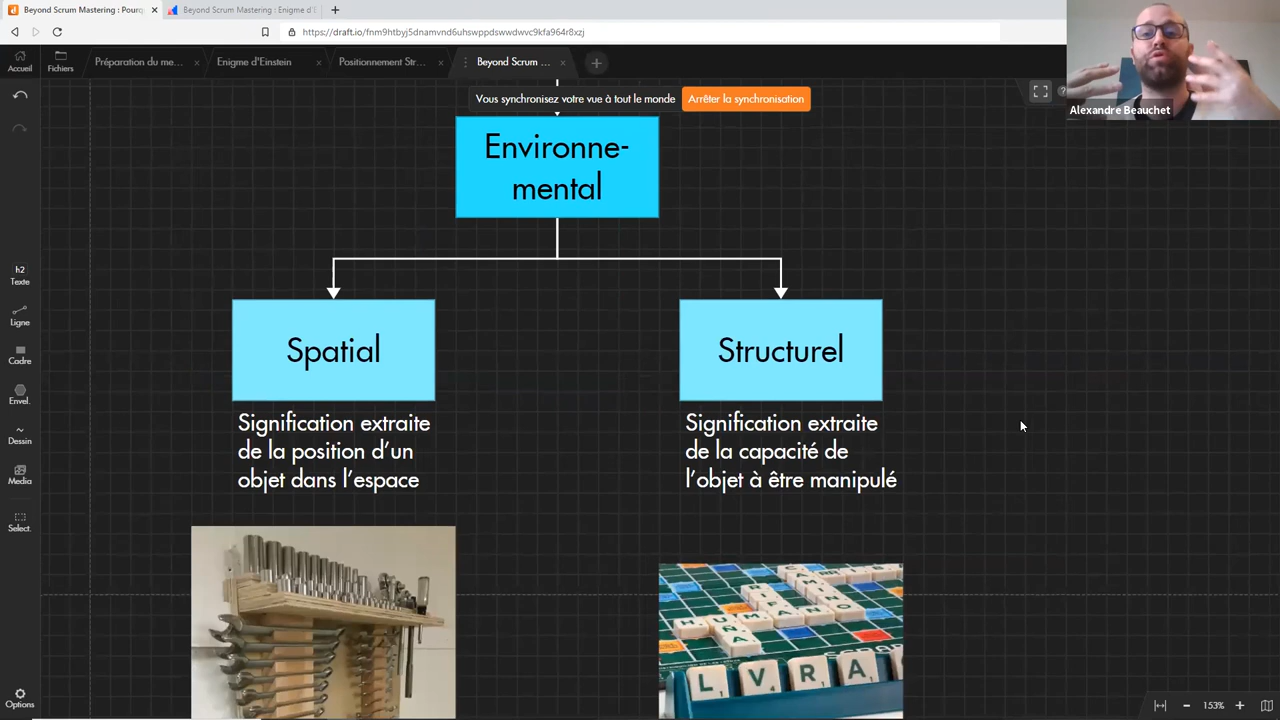 Beyond Scrum Mastering : Pourqu
Beyond Scrum Mastering : Enigme d'E
https://draft.io/fnm9htbyj5dnamvnd6uhswppdswwdwvc9kfa964r8xzj
Accueil
Fichiers
Préparation du me...
Enigme d'Einstein
Positionnement Str...
Beyond Scrum ...
Vous synchronisez votre vue à tout le monde
Arrêter la synchronisation
Alexandre Beauchet
Environne-
mental
h2
Texte
Ligne
Cadre
Envel.
Dessin
Media
Select.
Options
Spatial
Structurel
Signification extraite
de la position d'un
objet dans l'espace
Signification extraite
de la capacité de
l'objet à être manipulé
HUMANO
L V R A
153%